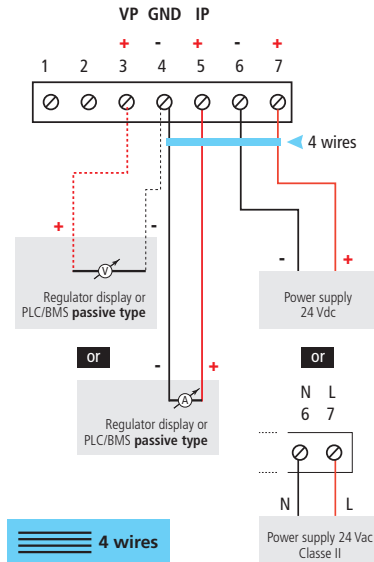 VP GND IP
+ - + - +
1 2 3 4 5 6 7
4 wires
+ - - +
V
Regulator display or
PLC/BMS passive type
Power supply
24 Vdc
or
or
- +
A
Regulator display or
PLC/BMS passive type
N L
6 7
N L
4 wires
Power supply 24 Vac
Classe II